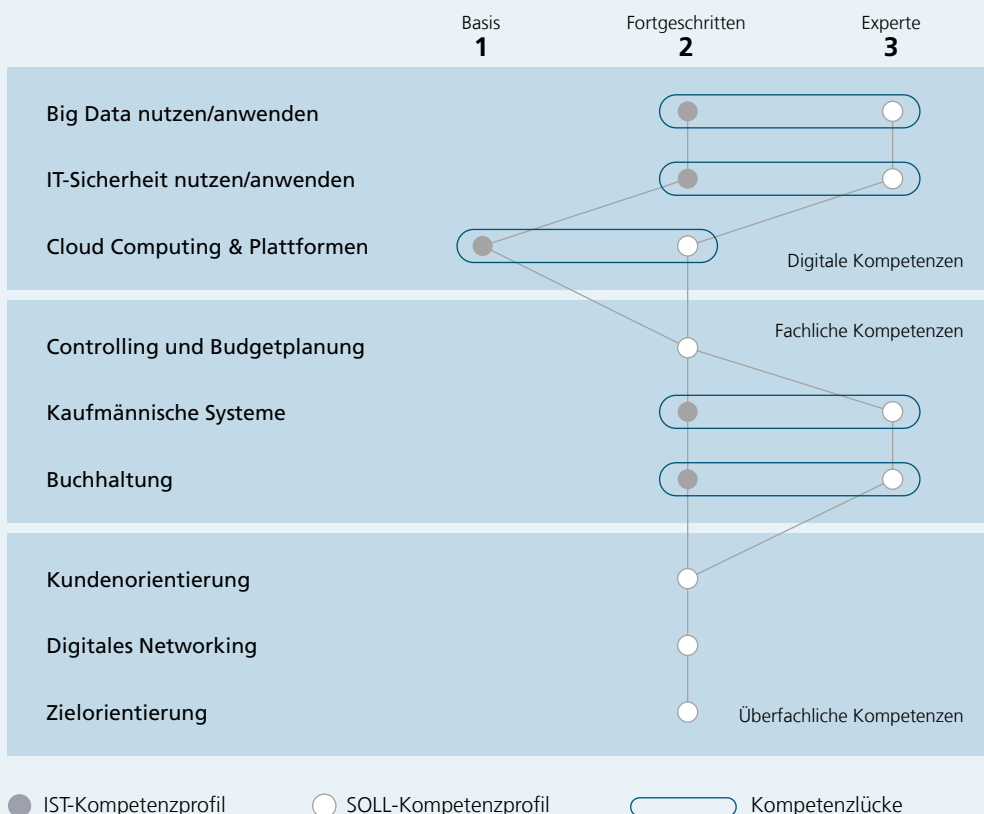 Basis
1
Fortgeschritten
2
Experte
3
Big Data nutzen/anwenden
IT-Sicherheit nutzen/anwenden
Cloud Computing & Plattformen
Digitale Kompetenzen
Fachliche Kompetenzen
Controlling und Budgetplanung
Kaufmännische Systeme
Buchhaltung
Kundenorientierung
Digitales Networking
Zielorientierung
Überfachliche Kompetenzen
IST-Kompetenzprofil
SOLL-Kompetenzprofil
Kompetenzlücke